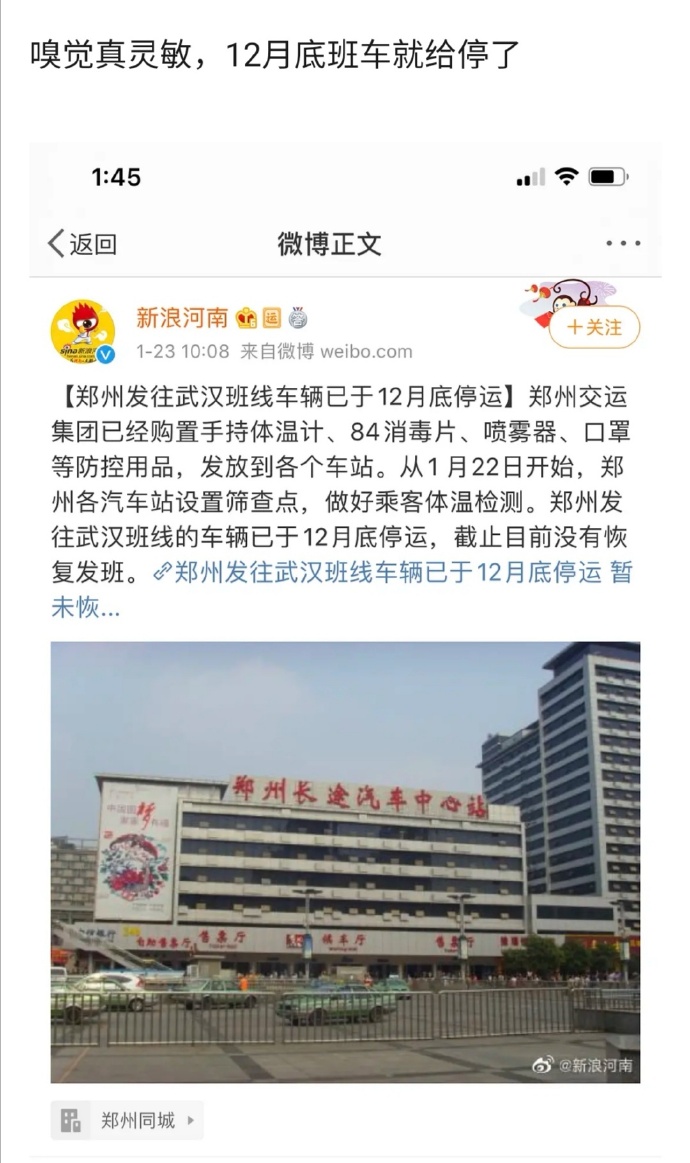 嗅觉真灵敏，12月底班车就给停了
1:45
返回
微博正文
新浪河南
运
+关注
1-23 10:08 来自微博 weibo.com
【郑州发往武汉班线车辆已于12月底停运】郑州交运
集团已经购置手持体温计、84消毒片、喷雾器、口罩
等防控用品，发放到各个车站。从1月22日开始，郑
州各汽车站设置筛查点，做好乘客体温检测。郑州发
往武汉班线的车辆已于12月底停运，截止目前没有恢
复发班。郑州发往武汉班线车辆已于12月底停运 暂
未恢...
郑州长途汽车中心站
中国梦
自助售票厅
售票厅
候车厅
售票厅
@新浪河南
郑州同城